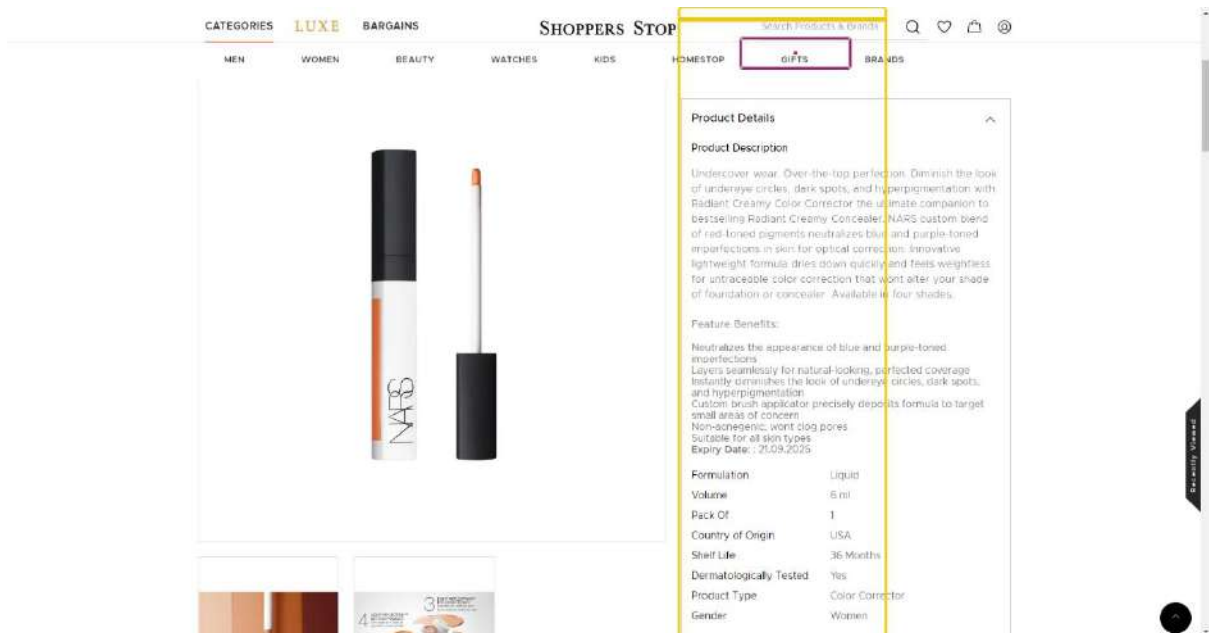 CATEGORIES LUXE BARGAINS SHOPPERS STOP Search Products & Brands
MEN WOMEN BEAUTY WATCHES KIDS HOMESTOP GIFTS BRANDS
Product Details
Product Description
Undercover wear. Over-the-top perfection. Diminish the look
of undereye circles, dark spots, and hyperpigmentation with
Radiant Creamy Color Corrector the ultimate companion to
bestselling Radiant Creamy Concealer. NARS custom blend
of red-toned pigments neutralizes blue and purple-toned
imperfections in skin for optical correction. Innovative
lightweight formula dries down quickly and feels weightless
for untraceable color correction that wont alter your shade
of foundation or concealer. Available in four shades.
Feature Benefits:
Neutralizes the appearance of blue and purple-toned
imperfections
Layers seamlessly for natural-looking, perfected coverage
Instantly diminishes the look of undereye circles, dark spots,
and hyperpigmentation
Custom brush applicator precisely deposits formula to target
small areas of concern
Non-acnegenic, wont clog pores
Suitable for all skin types
Expiry Date: : 21.09.2025
Formulation Liquid
Volume 6 ml
Pack Of 1
Country of Origin USA
Shelf Life 36 Months
Dermatologically Tested Yes
Product Type Color Corrector
Gender Women
NARS
Recently Viewed
3
4